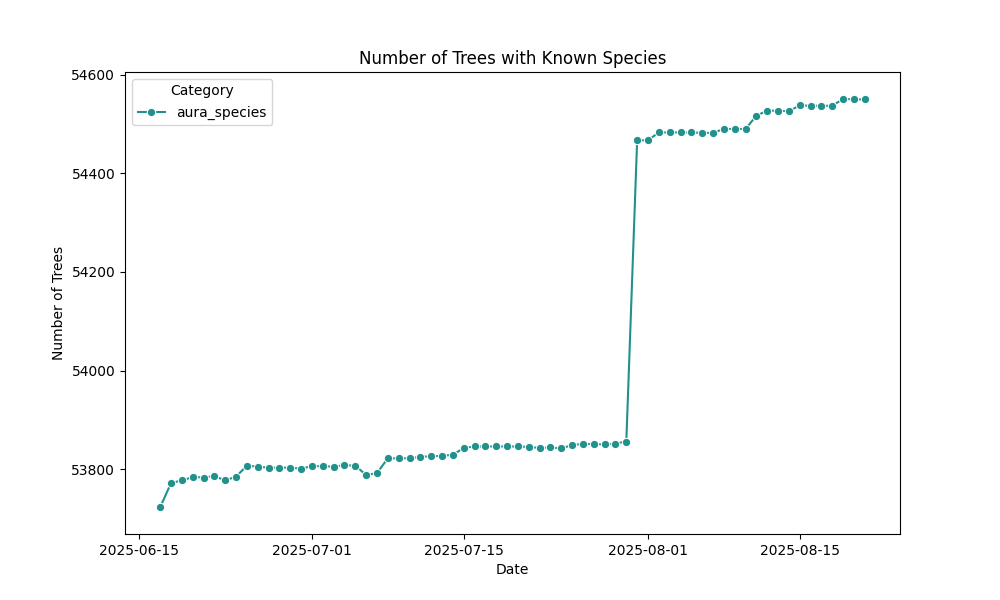 Number of Trees with Known Species
54600
Category
aura_species
54400
54200
54000
53800
Number of Trees
2025-06-15
2025-07-01
2025-07-15
2025-08-01
2025-08-15
Date